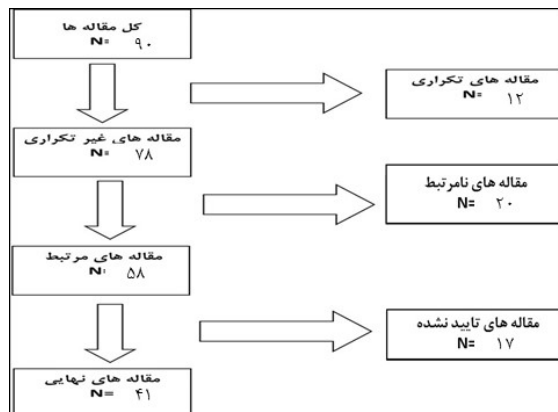 کل مقاله ها
N= ۹۰
مقاله های تکراری
N= ۱۲
مقاله های غیر تکراری
N= ۷۸
مقاله های نامرتبط
N= ۲۰
مقاله های مرتبط
N= ۵۸
مقاله های تایید نشده
N= ۱۷
مقاله های نهایی
N= ۴۱